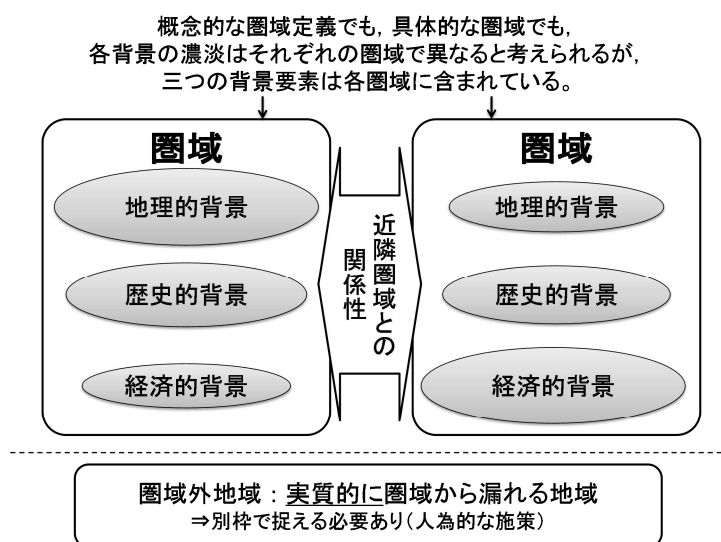 概念的な圏域定義でも，具体的な圏域でも，
各背景の濃淡はそれぞれの圏域で異なると考えられるが，
三つの背景要素は各圏域に含まれている。
圏域
地理的背景
歴史的背景
経済的背景
近隣圏域との
関係性
圏域
地理的背景
歴史的背景
経済的背景
圏域外地域：実質的に圏域から漏れる地域
⇒別枠で捉える必要あり（人為的な施策）